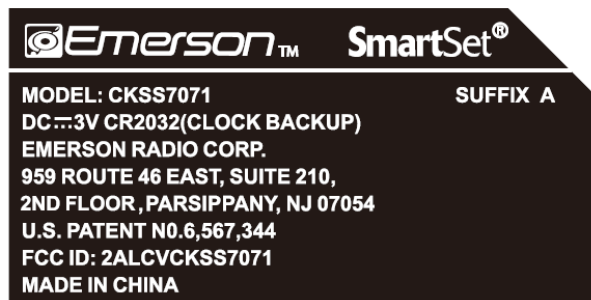 Emerson™ SmartSet®
MODEL: CKSS7071 SUFFIX A
DC⎓3V CR2032(CLOCK BACKUP)
EMERSON RADIO CORP.
959 ROUTE 46 EAST, SUITE 210,
2ND FLOOR,PARSIPPANY, NJ 07054
U.S. PATENT N0.6,567,344
FCC ID: 2ALCVCKSS7071
MADE IN CHINA